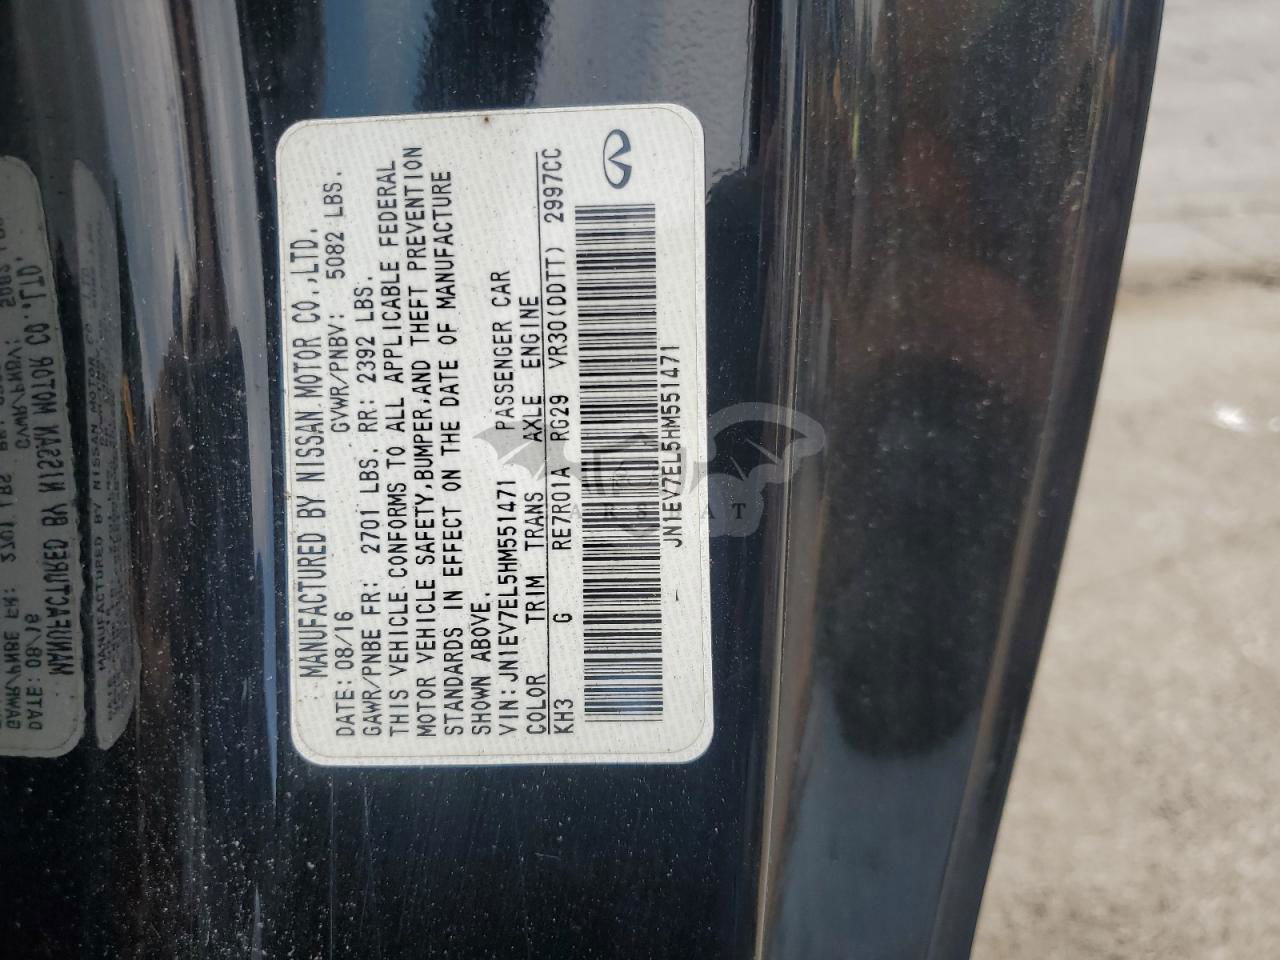 MANUFACTURED BY NISSAN MOTOR CO.,LTD.
DATE: 08/16 GVWR/PNBV: 5082 LBS.
GAWR/PNBE FR: 2701 LBS. RR: 2392 LBS.
THIS VEHICLE CONFORMS TO ALL APPLICABLE FEDERAL
MOTOR VEHICLE SAFETY,BUMPER,AND THEFT PREVENTION
STANDARDS IN EFFECT ON THE DATE OF MANUFACTURE
SHOWN ABOVE.
VIN: JN1EV7EL5HM551471 PASSENGER CAR
COLOR TRIM TRANS AXLE ENGINE
KH3 G RE7R01A RG29 VR30(DDTT) 2997CC
JN1EV7EL5HM551471